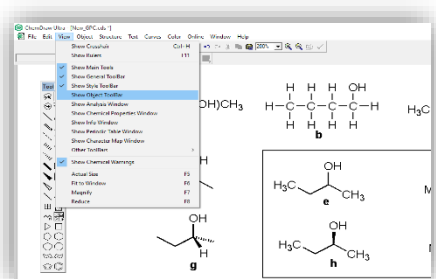 ChemDraw Ultra - [New_GPC.cdx *]
File Edit View Object Structure Text Curves Color Online Window Help
Show Crosshair Ctrl+H
Show Rulers F11
Show Main Tools
Show General ToolBar
Show Style ToolBar
Show Object ToolBar
Show Analysis Window
Show Chemical Properties Window
Show Info Window
Show Periodic Table Window
Show Character Map Window
Other Toolbars
Show Chemical Warnings
Actual Size F5
Fit to Window F6
Magnify F7
Reduce F8
200%
OH)CH₃
H H H OH
H-C-C-C-C-H
H H H H
b
H₃C
OH
H₃C CH₃
e
OH
H
g
OH
H₃C CH₃
h